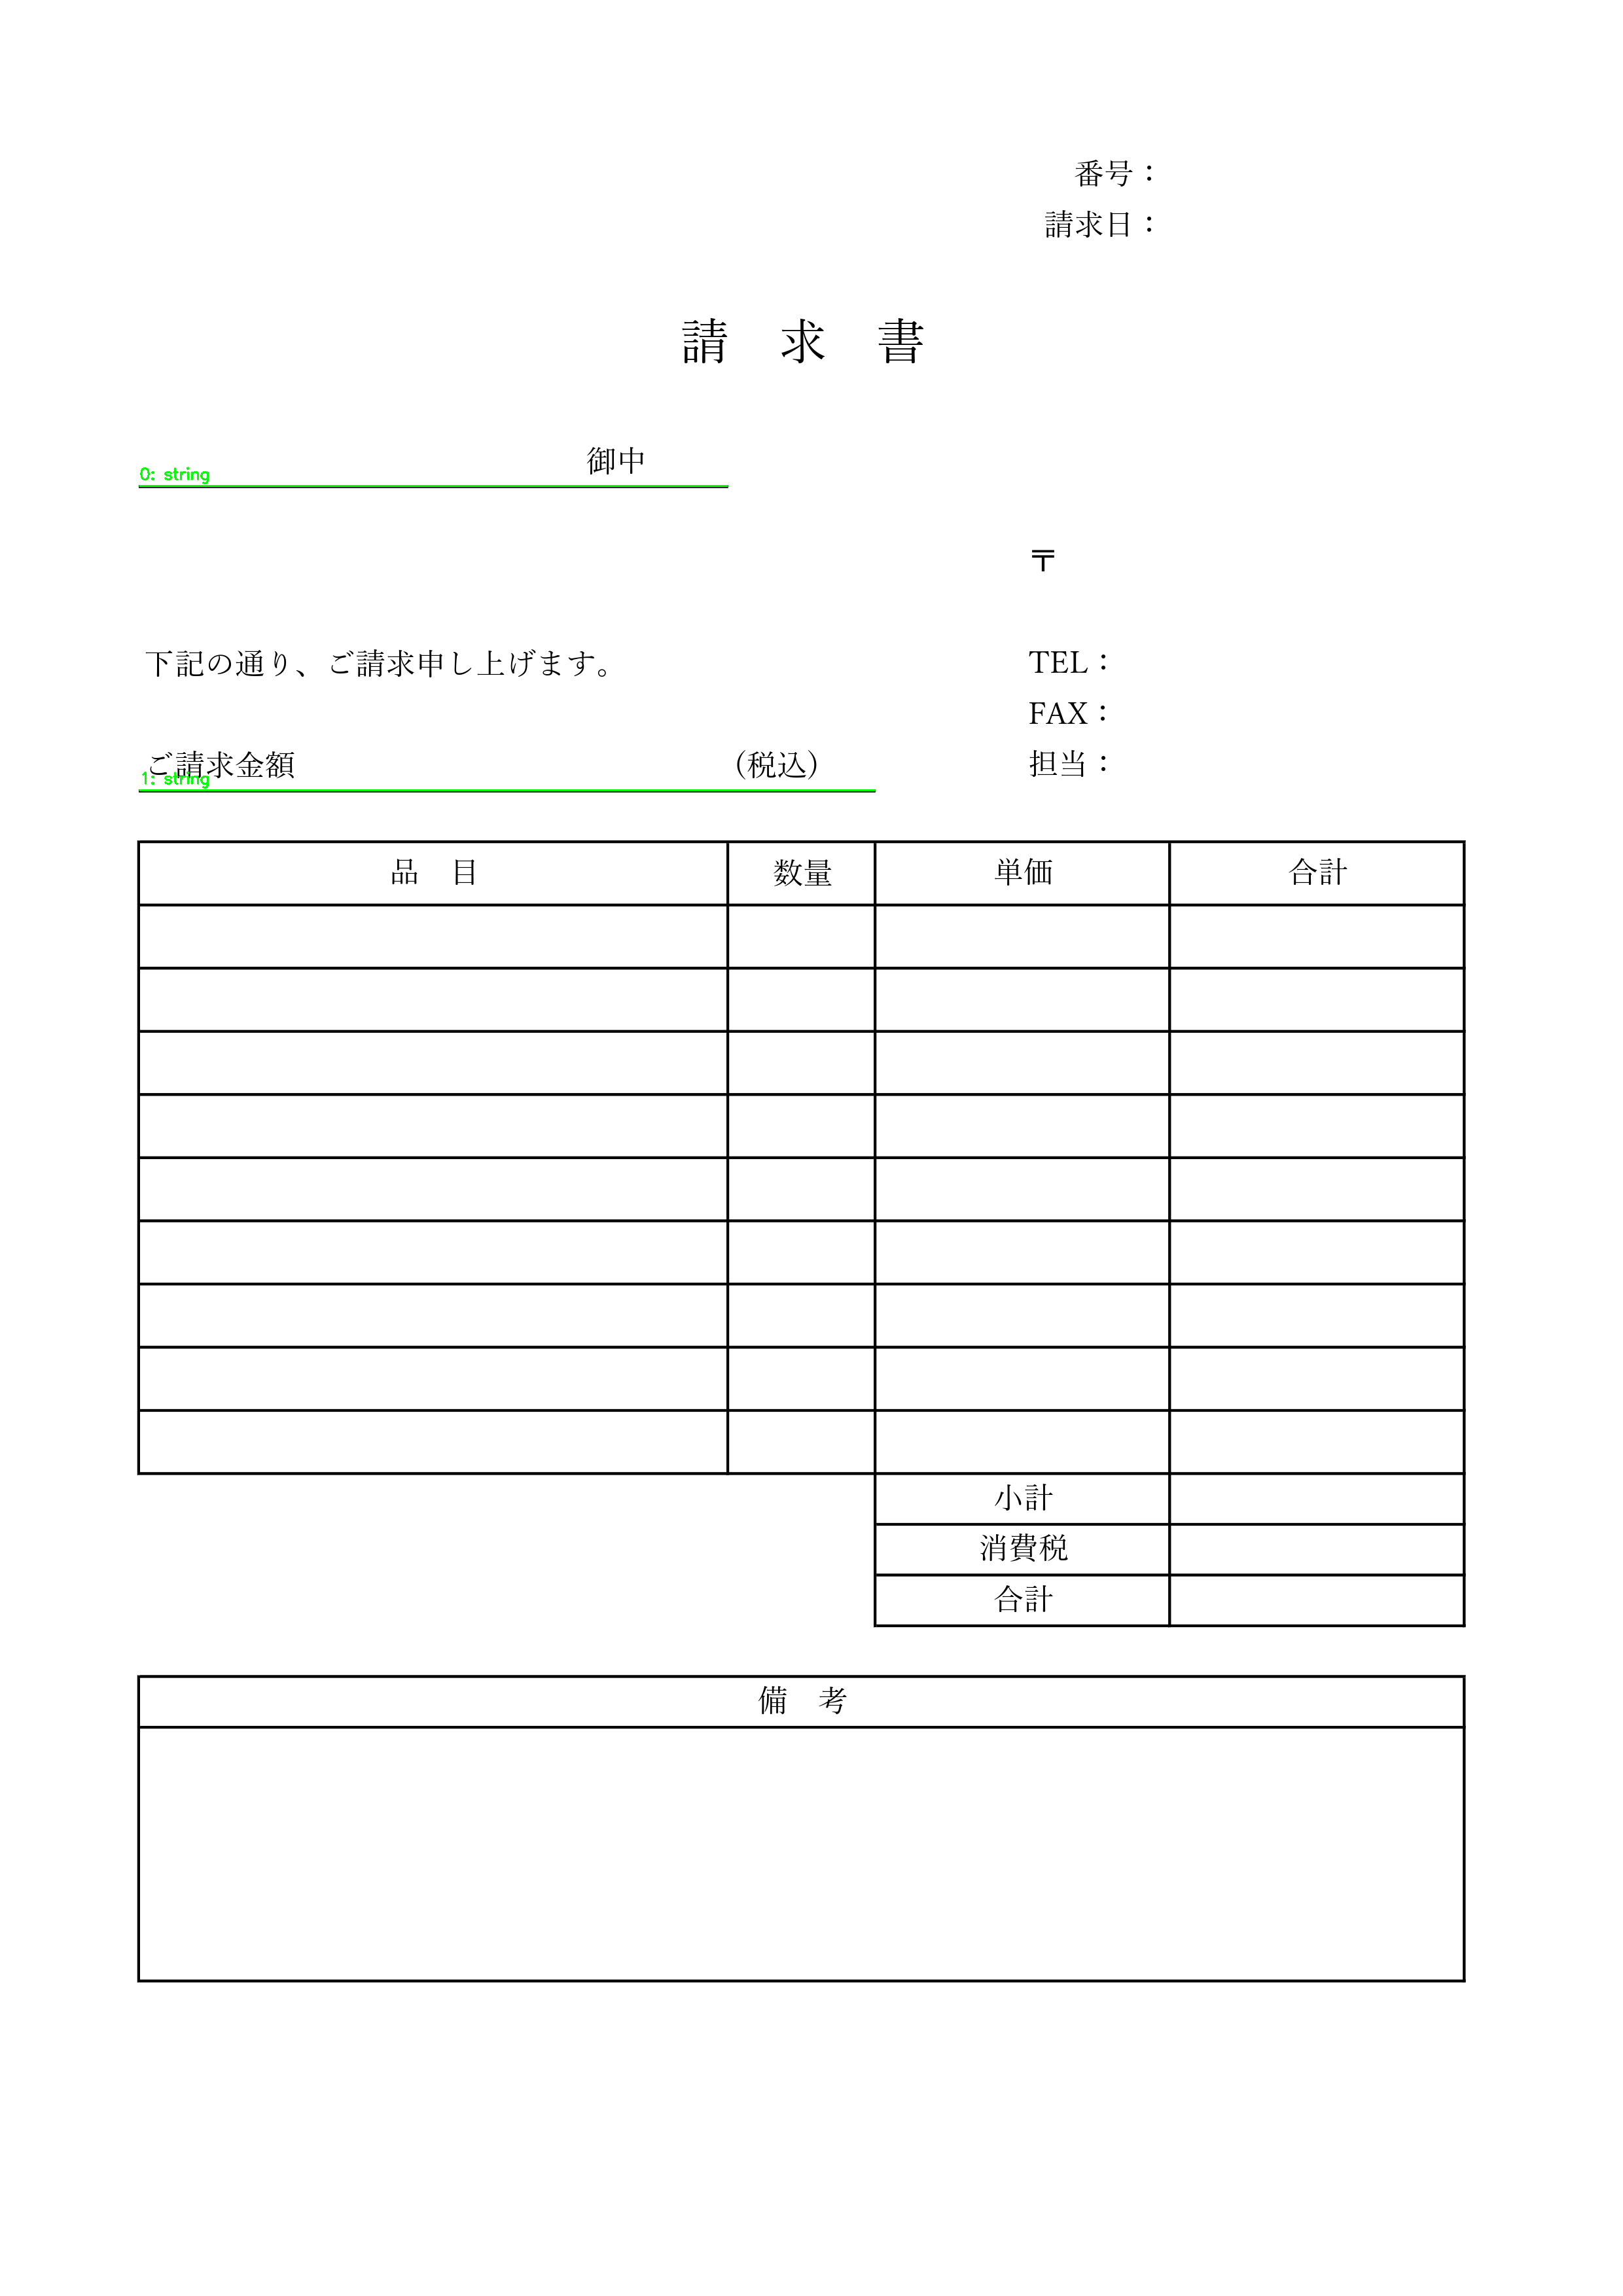 番号：
請求日：
請　求　書
御中
0: string
〒
下記の通り、ご請求申し上げます。
TEL：
FAX：
ご請求金額　（税込）
1: string
担当：
品　目　数量　単価　合計
小計
消費税
合計
備　考